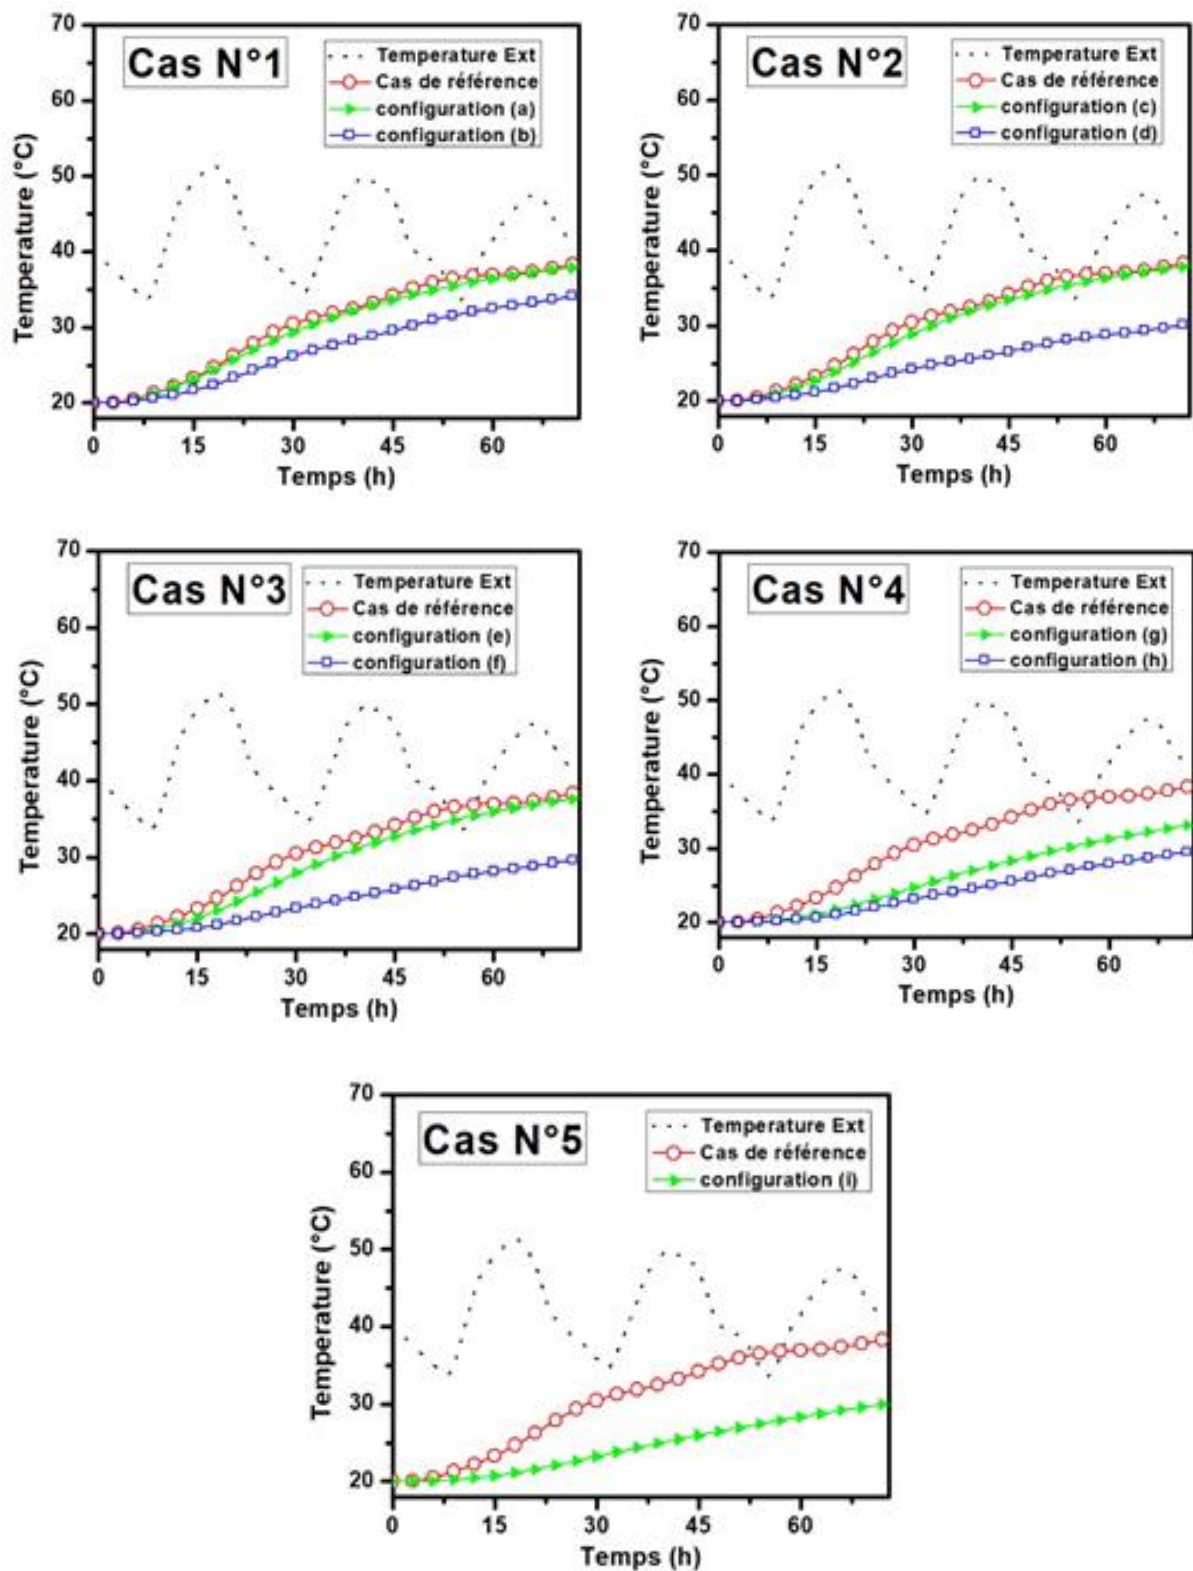 Cas N°1
Temperature Ext
Cas de référence
configuration (a)
configuration (b)
Temperature (°C)
70
60
50
40
30
20
0 15 30 45 60
Temps (h)
Cas N°2
Temperature Ext
Cas de référence
configuration (c)
configuration (d)
Temperature (°C)
70
60
50
40
30
20
0 15 30 45 60
Temps (h)
Cas N°3
Temperature Ext
Cas de référence
configuration (e)
configuration (f)
Temperature (°C)
70
60
50
40
30
20
0 15 30 45 60
Temps (h)
Cas N°4
Temperature Ext
Cas de référence
configuration (g)
configuration (h)
Temperature (°C)
70
60
50
40
30
20
0 15 30 45 60
Temps (h)
Cas N°5
Temperature Ext
Cas de référence
configuration (i)
Temperature (°C)
70
60
50
40
30
20
0 15 30 45 60
Temps (h)